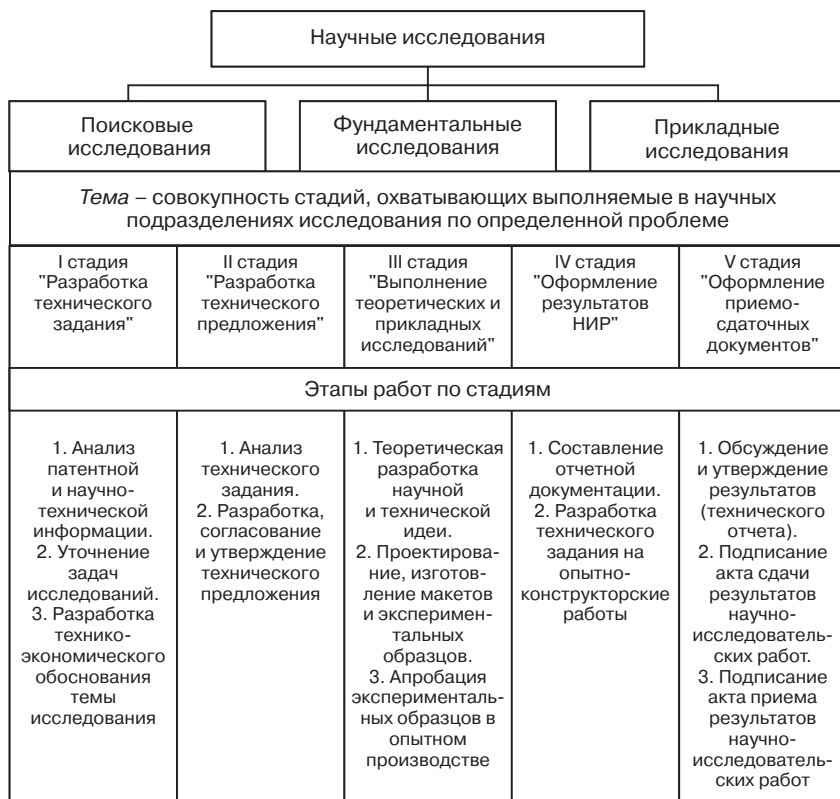 Научные исследования
Поисковые
исследования
Фундаментальные
исследования
Прикладные
исследования
Тема – совокупность стадий, охватывающих выполняемые в научных
подразделениях исследования по определенной проблеме
I стадия
"Разработка
технического
задания"
II стадия
"Разработка
технического
предложения"
III стадия
"Выполнение
теоретических и
прикладных
исследований"
IV стадия
"Оформление
результатов
НИР"
V стадия
"Оформление
приемо-
сдаточных
документов"
Этапы работ по стадиям
1. Анализ
патентной
и научно-
технической
информации.
2. Уточнение
задач
исследований.
3. Разработка
технико-
экономического
обоснования
темы
исследования
1. Анализ
технического
задания.
2. Разработка,
согласование
и утверждение
технического
предложения
1. Теоретическая
разработка
научной
и технической
идеи.
2. Проектирова-
ние, изготов-
ление макетов
и эксперимен-
тальных
образцов.
3. Апробация
эксперименталь-
ных образцов в
опытном
производстве
1. Составление
отчетной
документации.
2. Разработка
технического
задания на
опытно-
конструкторские
работы
1. Обсуждение
и утверждение
результатов
(технического
отчета).
2. Подписание
акта сдачи
результатов
научно-
исследователь-
ских работ.
3. Подписание
акта приема
результатов
научно-
исследователь-
ских работ